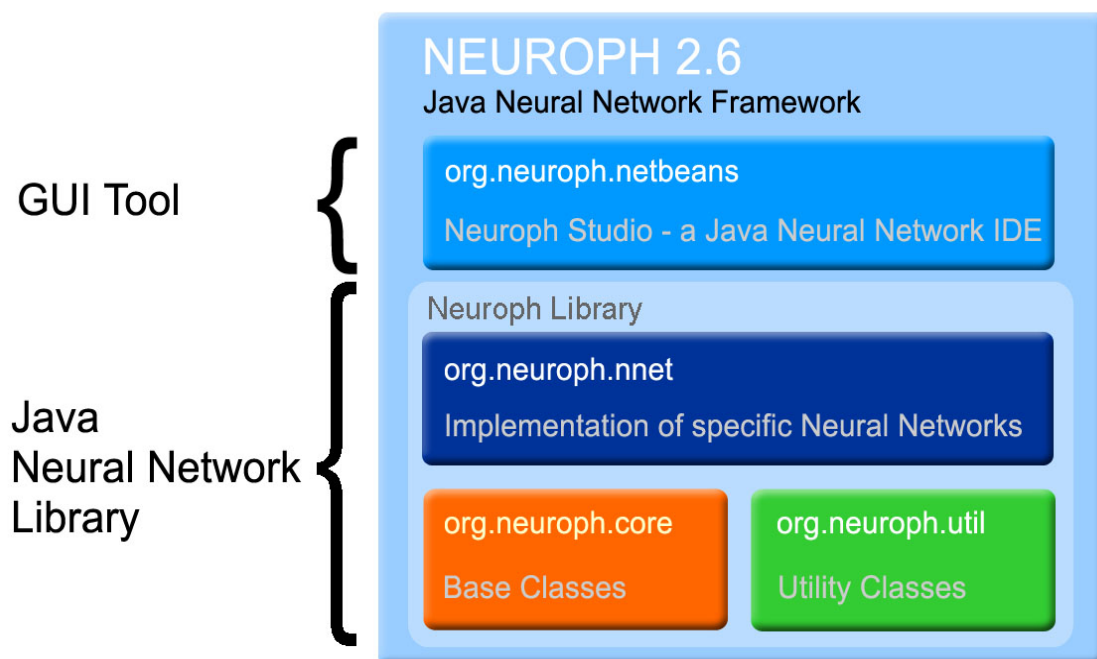 NEUROPH 2.6
Java Neural Network Framework
GUI Tool
org.neuroph.netbeans
Neuroph Studio - a Java Neural Network IDE
Java
Neural Network
Library
Neuroph Library
org.neuroph.nnet
Implementation of specific Neural Networks
org.neuroph.core
Base Classes
org.neuroph.util
Utility Classes